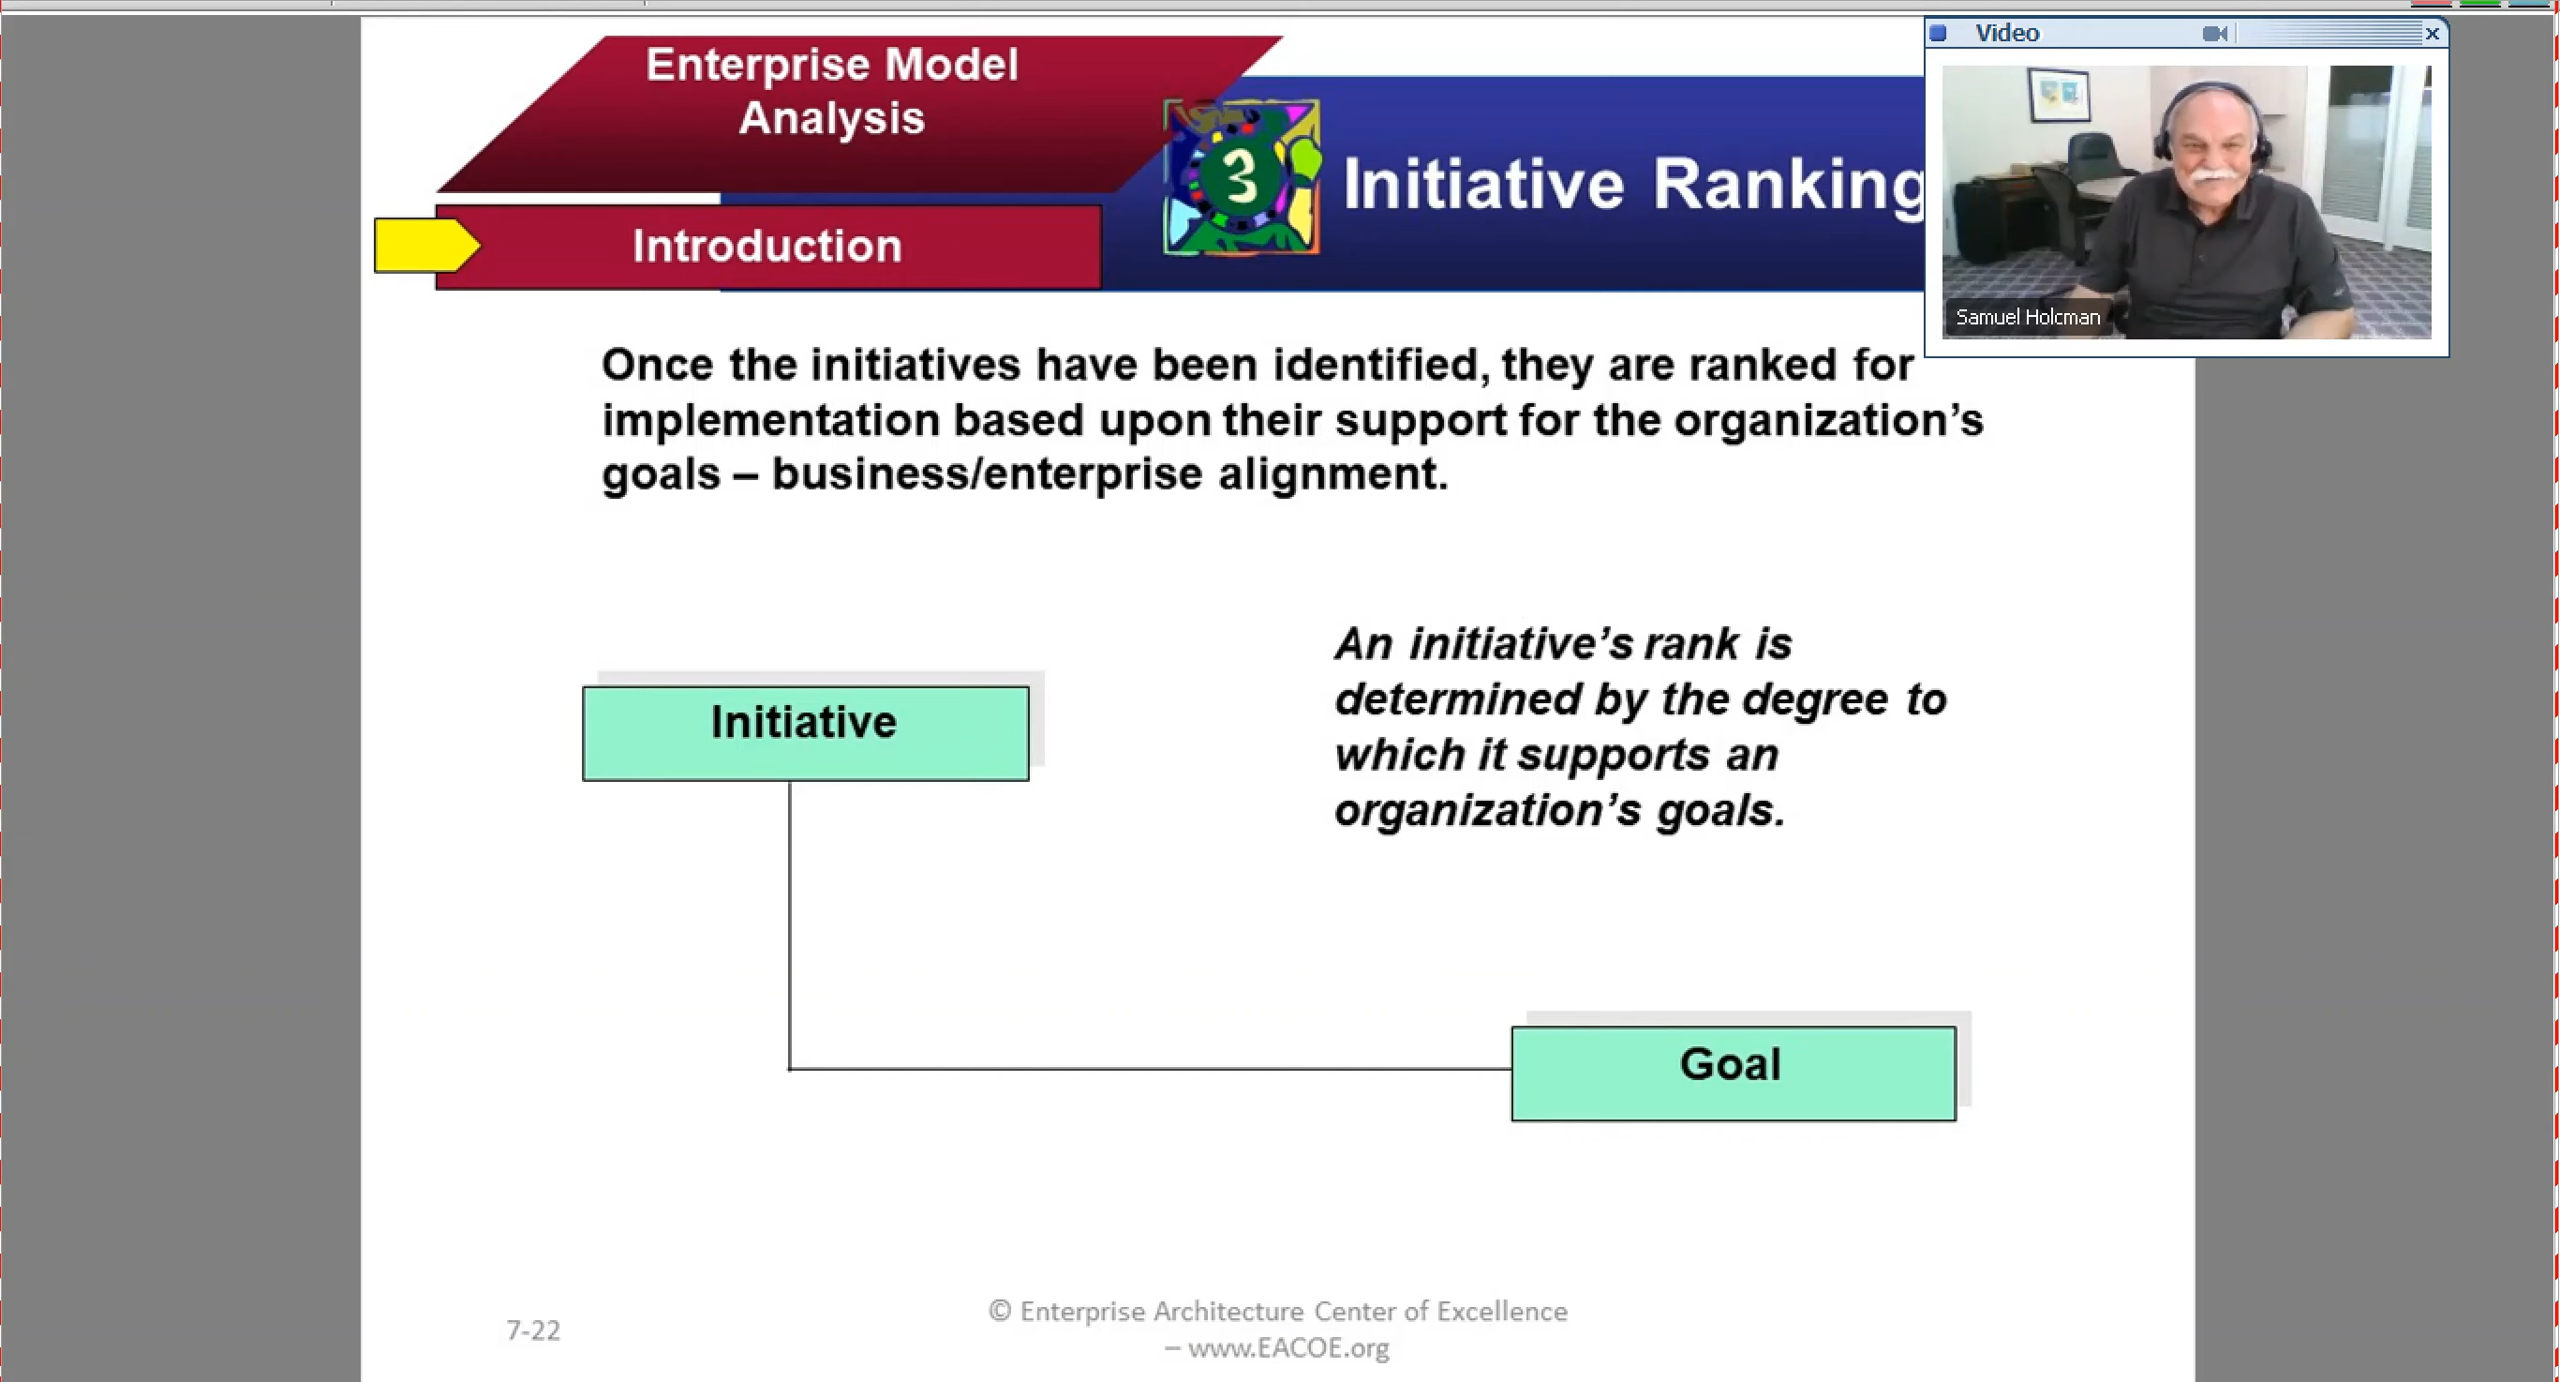 Enterprise Model
Analysis
Introduction
3
Initiative Ranking
Video
Samuel Holcman
Once the initiatives have been identified, they are ranked for
implementation based upon their support for the organization’s
goals – business/enterprise alignment.
An initiative’s rank is
determined by the degree to
which it supports an
organization’s goals.
Initiative
Goal
7-22
© Enterprise Architecture Center of Excellence
– www.EACOE.org